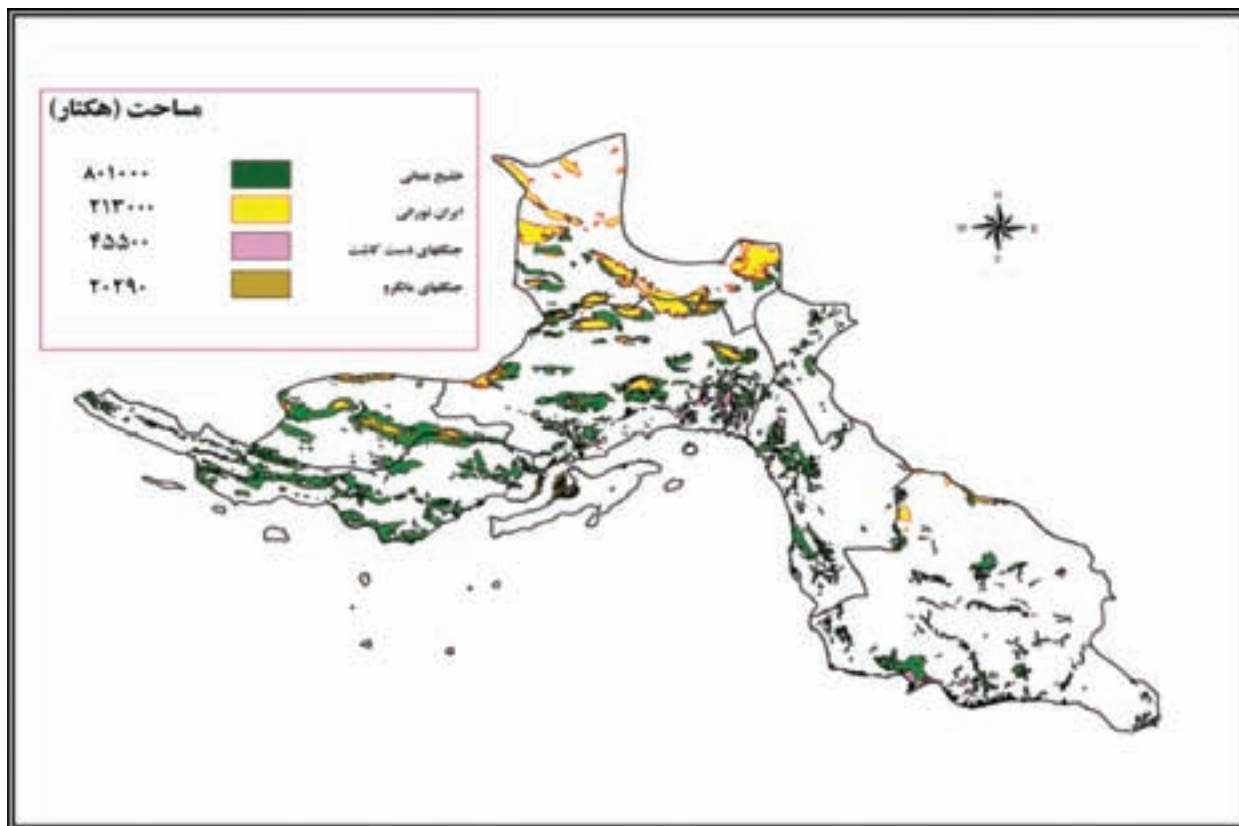 مساحت (هکتار)
خلیج عمانی ۸۰۱۰۰۰
ایران تورانی ۲۱۳۰۰۰
جنگلهای دست کاشت ۴۵۵۰۰
جنگلهای مانگرو ۲۰۲۹۰
N
W E